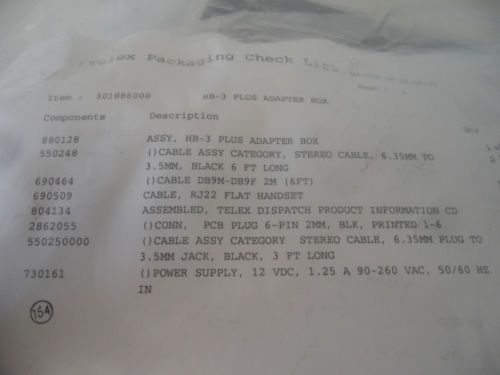 Telex Packaging Check List
Item : 301886000 HB-3 PLUS ADAPTER BOX
Components Description Qty
880128 ASSY, HB-3 PLUS ADAPTER BOX
550248 ()CABLE ASSY CATEGORY, STEREO CABLE, 6.35MM TO
3.5MM, BLACK 6 FT LONG
690464 ()CABLE DB9M-DB9F 2M (6FT)
690509 CABLE, RJ22 FLAT HANDSET
804134 ASSEMBLED, TELEX DISPATCH PRODUCT INFORMATION CD
2862055 ()CONN, PCB PLUG 6-PIN 2MM, BLK, PRINTED 1-6
550250000 ()CABLE ASSY CATEGORY STEREO CABLE, 6.35MM PLUG TO
3.5MM JACK, BLACK, 3 FT LONG
730161 ()POWER SUPPLY, 12 VDC, 1.25 A 90-260 VAC, 50/60 HZ
IN
154